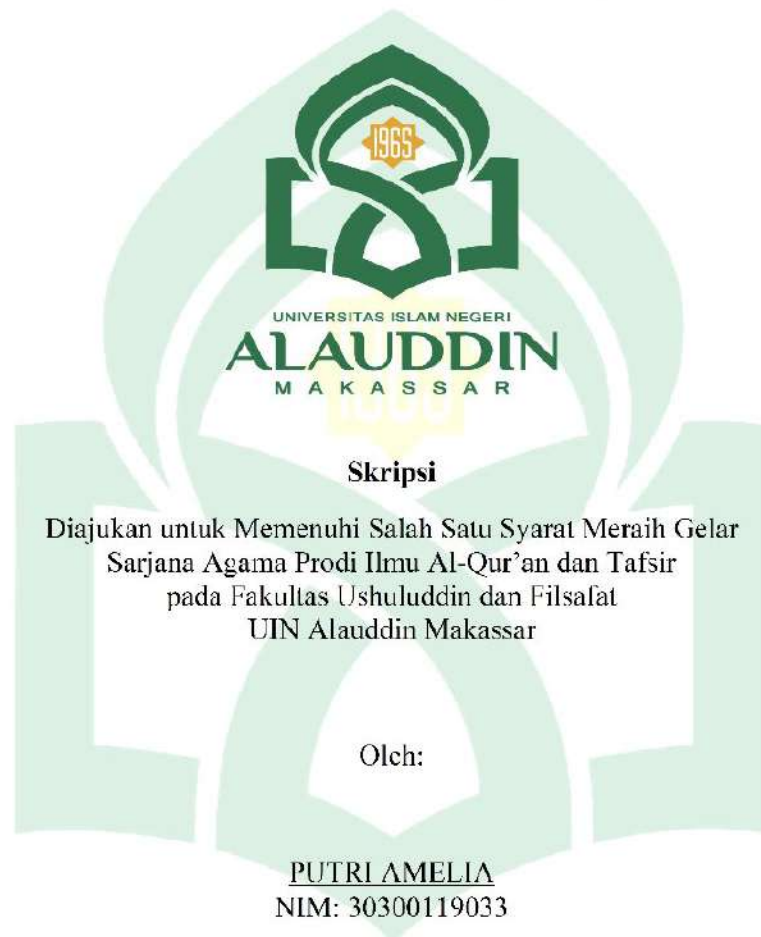 1965
UNIVERSITAS ISLAM NEGERI
ALAUDDIN
MAKASSAR
Skripsi
Diajukan untuk Memenuhi Salah Satu Syarat Meraih Gelar
Sarjana Agama Prodi Ilmu Al-Qur’an dan Tafsir
pada Fakultas Ushuluddin dan Filsafat
UIN Alauddin Makassar
Oleh:
PUTRI AMELIA
NIM: 30300119033